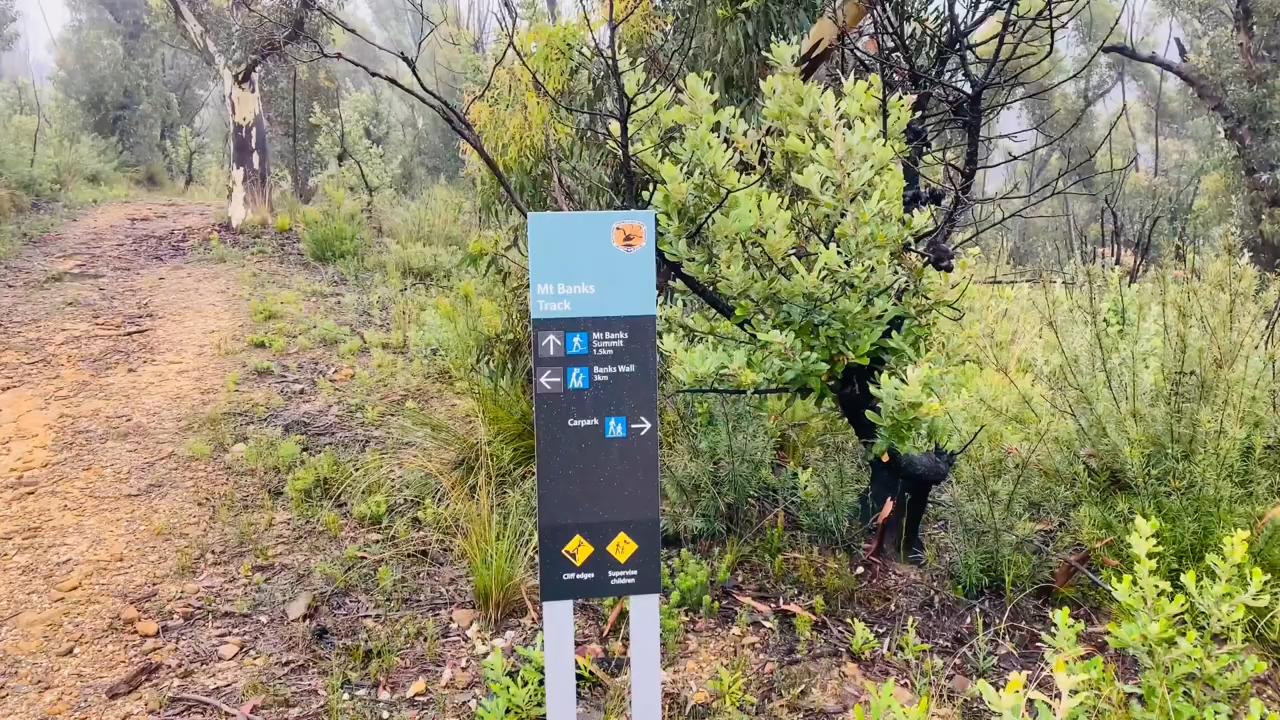 Mt Banks
Track
Mt Banks
Summit
1.5km
Banks Wall
3km
Carpark
Cliff edges
Supervise
children